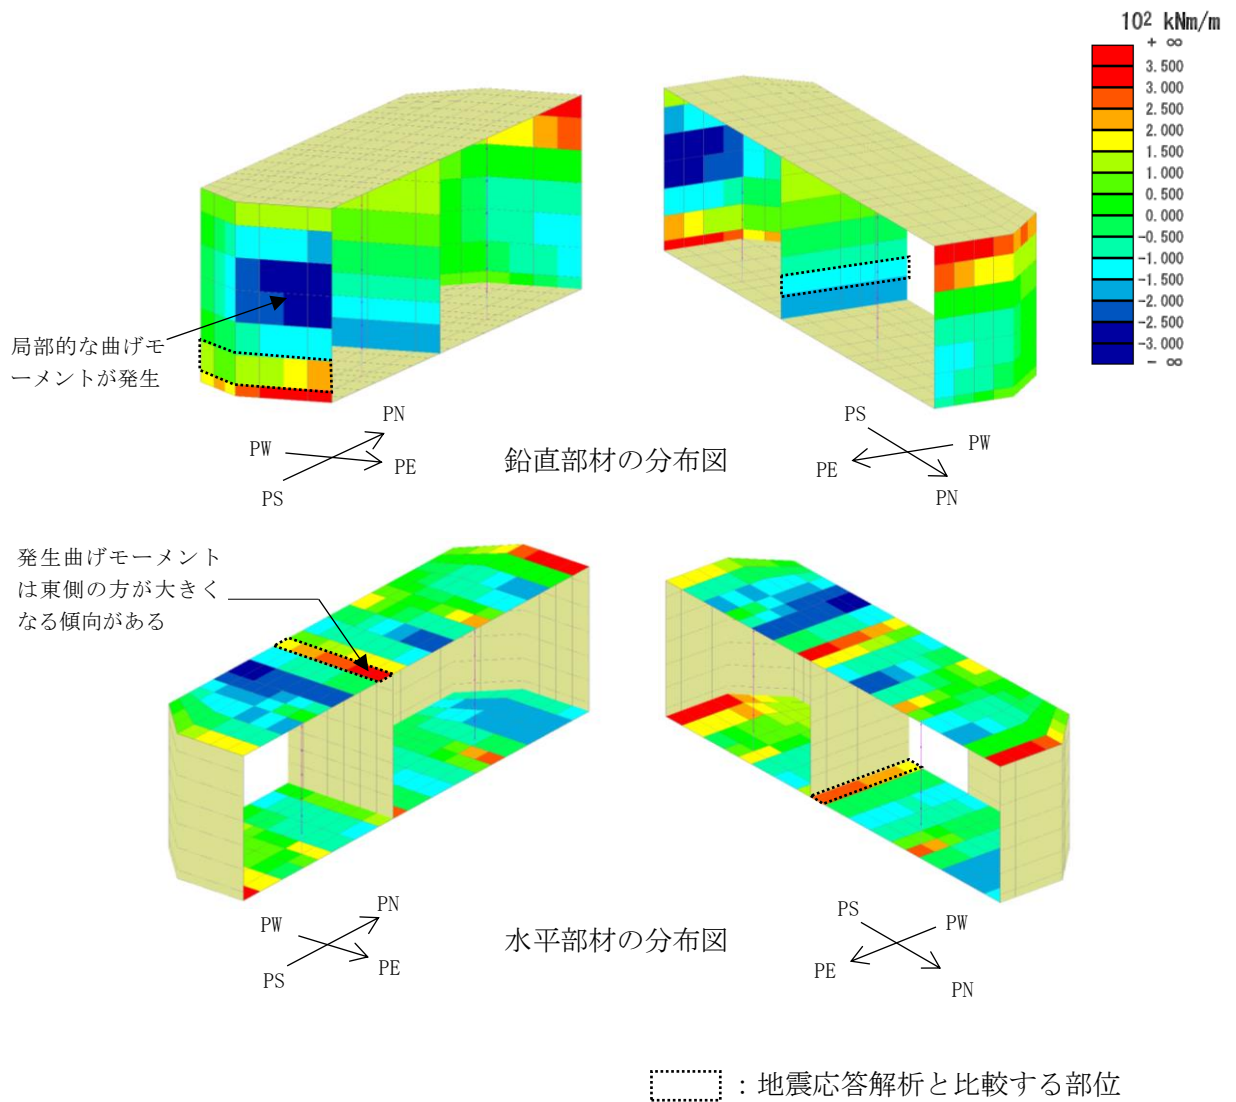 10² kNm/m
+ ∞
3.500
3.000
2.500
2.000
1.500
1.000
0.500
0.000
-0.500
-1.000
-1.500
-2.000
-2.500
-3.000
- ∞
局部的な曲げモ
ーメントが発生
PN
PW
PE
PS
鉛直部材の分布図
PS
PW
PE
PN
発生曲げモーメント
は東側の方が大きく
なる傾向がある
PN
PW
PE
PS
水平部材の分布図
PS
PW
PE
PN
：地震応答解析と比較する部位